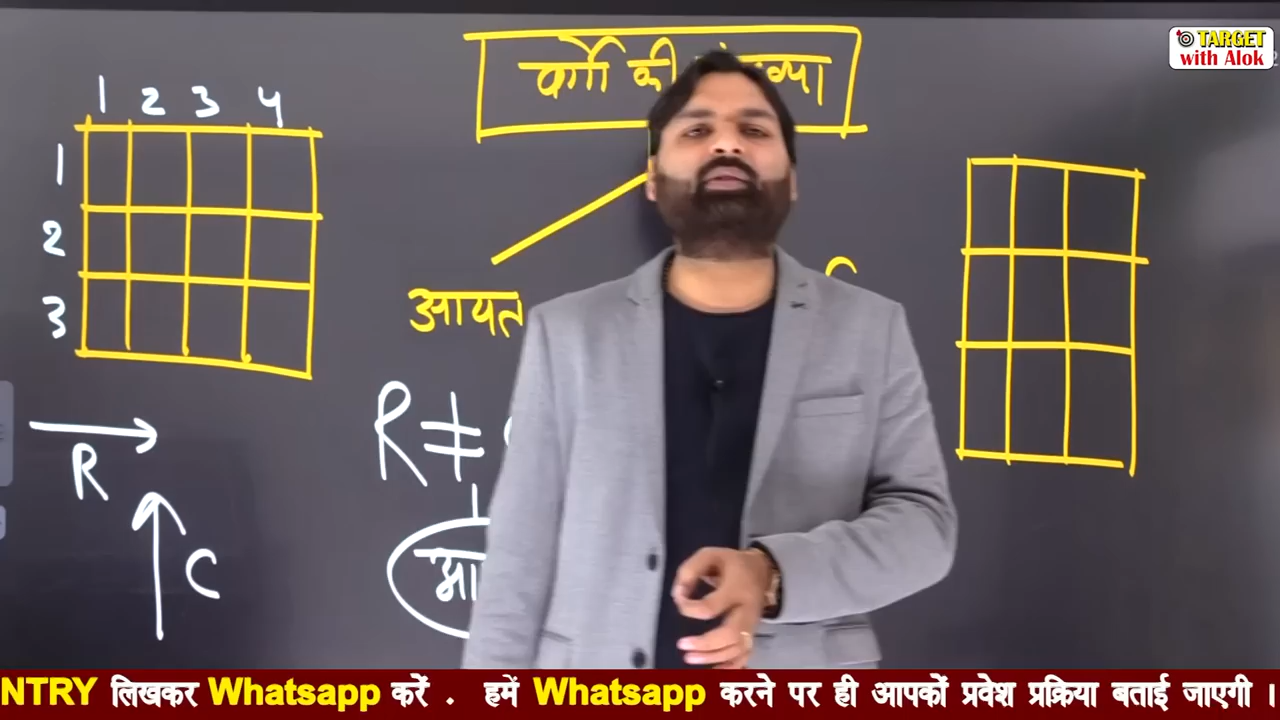 TARGET
with Alok
वर्गो की
1 2 3 4
1
2
3
आयत
R ≠
R
C
NTRY लिखकर Whatsapp करें . हमें Whatsapp करने पर ही आपकों प्रवेश प्रक्रिया बताई जाएगी ।